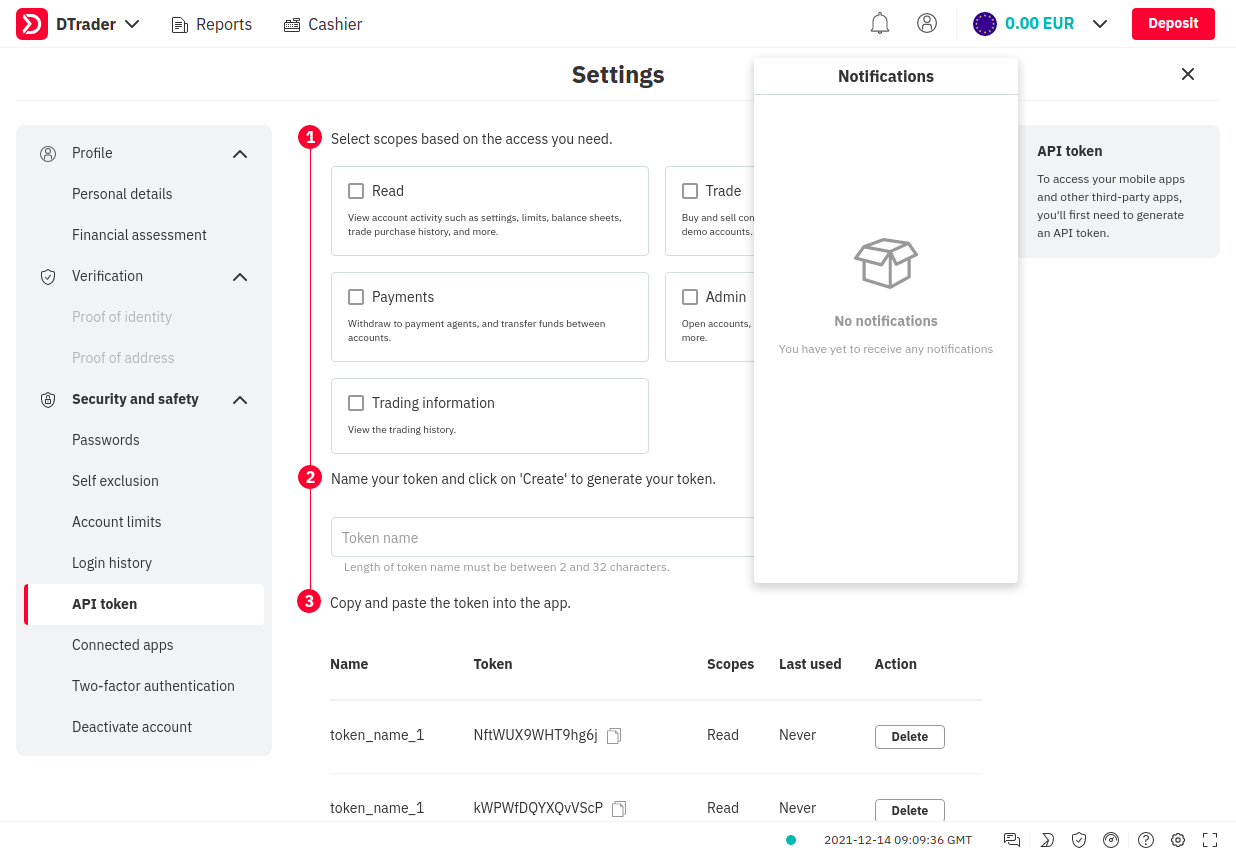 DTrader
Reports
Cashier
0.00 EUR
Deposit
Settings
Notifications
No notifications
You have yet to receive any notifications
Profile
Personal details
Financial assessment
Verification
Proof of identity
Proof of address
Security and safety
Passwords
Self exclusion
Account limits
Login history
API token
Connected apps
Two-factor authentication
Deactivate account
1 Select scopes based on the access you need.
Read
View account activity such as settings, limits, balance sheets,
trade purchase history, and more.
Trade
Buy and sell con
demo accounts.
Payments
Withdraw to payment agents, and transfer funds between
accounts.
Admin
Open accounts,
more.
Trading information
View the trading history.
2 Name your token and click on 'Create' to generate your token.
Token name
Length of token name must be between 2 and 32 characters.
3 Copy and paste the token into the app.
Name Token Scopes Last used Action
token_name_1 NftWUX9WHT9hg6j Read Never Delete
token_name_1 kWPWfDQYXQvVScP Read Never Delete
API token
To access your mobile apps
and other third-party apps,
you'll first need to generate
an API token.
2021-12-14 09:09:36 GMT